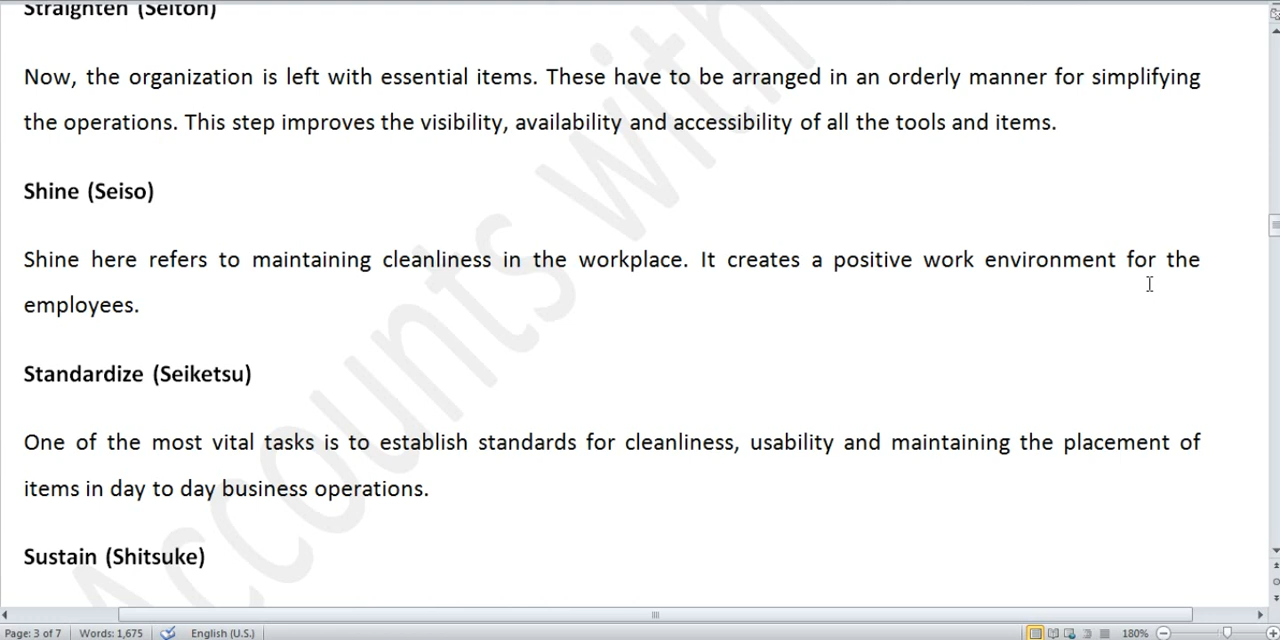 Straighten (Seiton)
Now, the organization is left with essential items. These have to be arranged in an orderly manner for simplifying
the operations. This step improves the visibility, availability and accessibility of all the tools and items.
Shine (Seiso)
Shine here refers to maintaining cleanliness in the workplace. It creates a positive work environment for the
employees.
Standardize (Seiketsu)
One of the most vital tasks is to establish standards for cleanliness, usability and maintaining the placement of
items in day to day business operations.
Sustain (Shitsuke)
Accounts with
Page: 3 of 7 Words: 1,675 English (U.S.) 180%